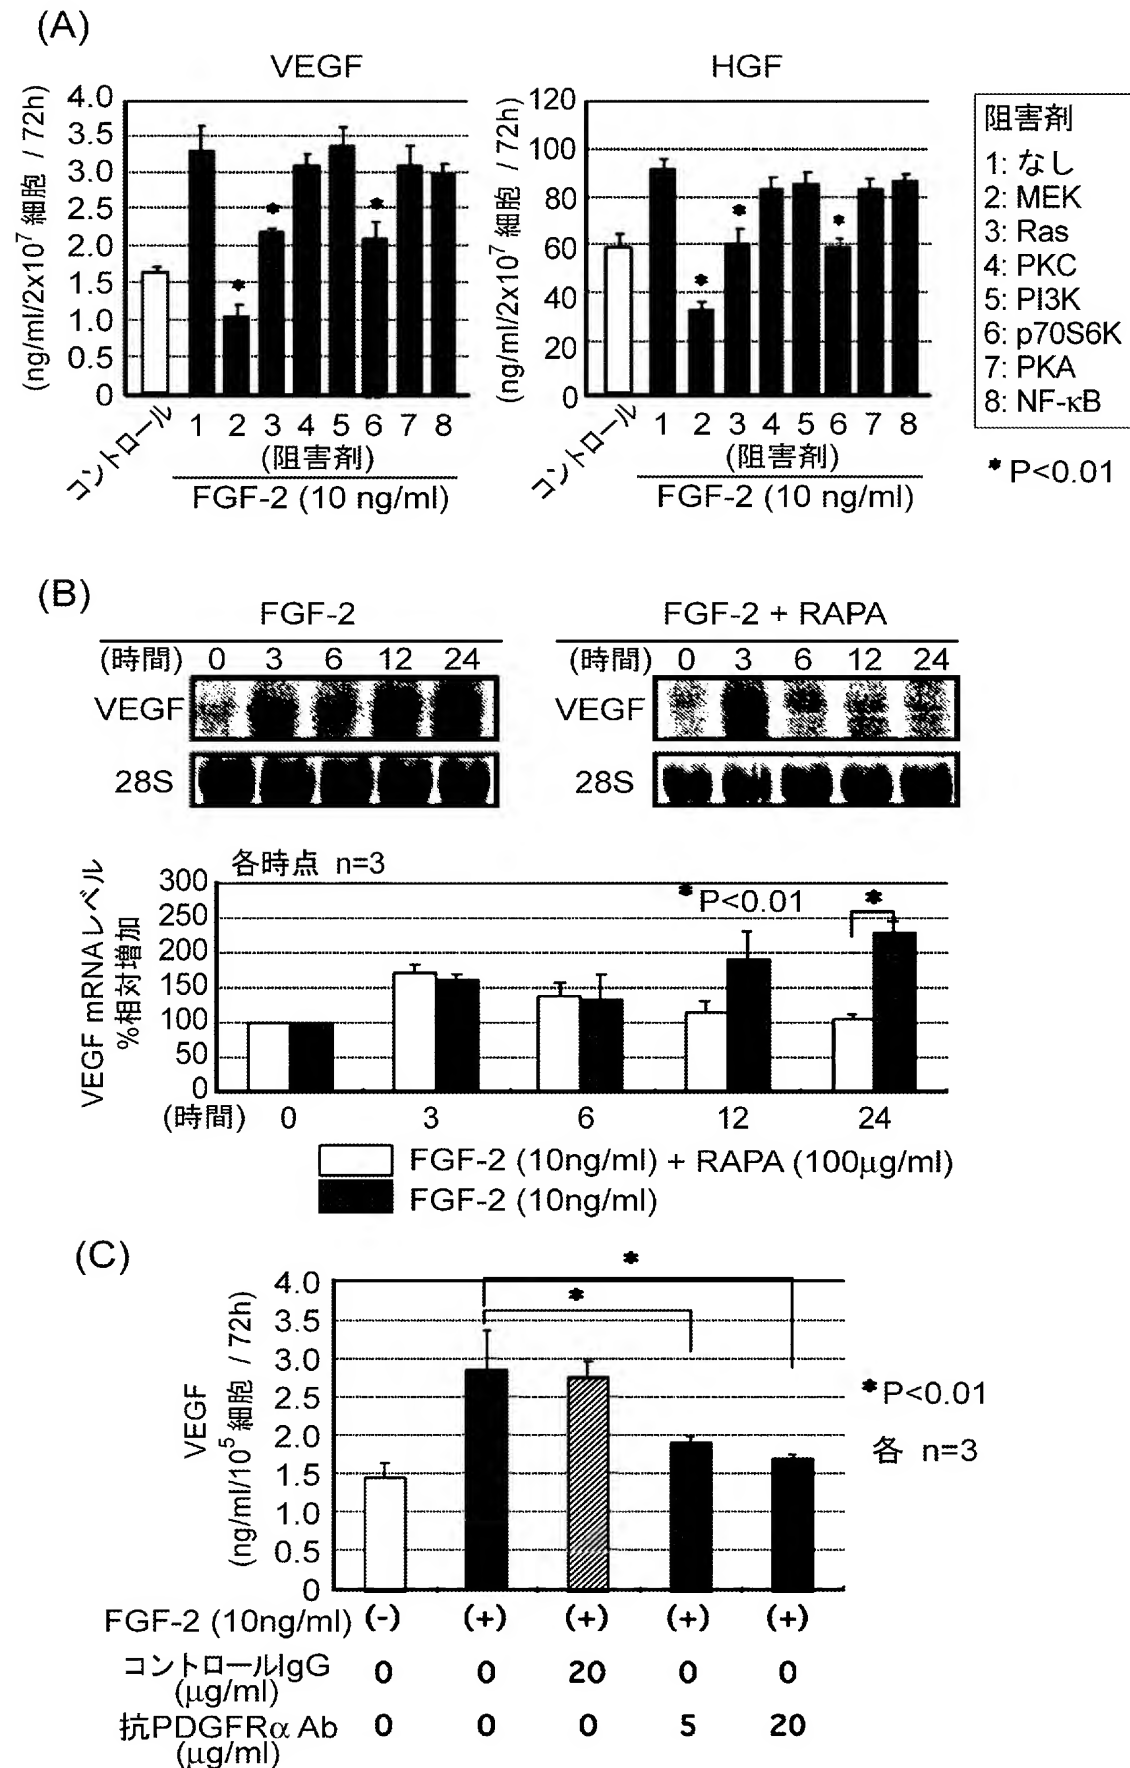 (A)
VEGF
(ng/ml/2x10⁷ 細胞 / 72h)
4.0
3.5
3.0
2.5
2.0
1.5
1.0
0.5
0
* * *
コントロール 1 2 3 4 5 6 7 8
(阻害剤)
FGF-2 (10 ng/ml)
HGF
(ng/ml/2x10⁷ 細胞 / 72h)
120
100
80
60
40
20
0
* * *
コントロール 1 2 3 4 5 6 7 8
(阻害剤)
FGF-2 (10 ng/ml)
阻害剤
1: なし
2: MEK
3: Ras
4: PKC
5: PI3K
6: p70S6K
7: PKA
8: NF-κB
* P<0.01
(B)
FGF-2
(時間) 0 3 6 12 24
VEGF
28S
FGF-2 + RAPA
(時間) 0 3 6 12 24
VEGF
28S
各時点 n=3
VEGF mRNAレベル
%相対増加
300
250
200
150
100
50
0
* P<0.01
*
(時間) 0 3 6 12 24
FGF-2 (10ng/ml) + RAPA (100μg/ml)
FGF-2 (10ng/ml)
(C)
VEGF
(ng/ml/10⁵ 細胞 / 72h)
4.0
3.5
3.0
2.5
2.0
1.5
1.0
0.5
0
*
*
* P<0.01
各 n=3
FGF-2 (10ng/ml) (-) (+) (+) (+) (+)
コントロールIgG 0 0 20 0 0
(μg/ml)
抗PDGFRα Ab 0 0 0 5 20
(μg/ml)